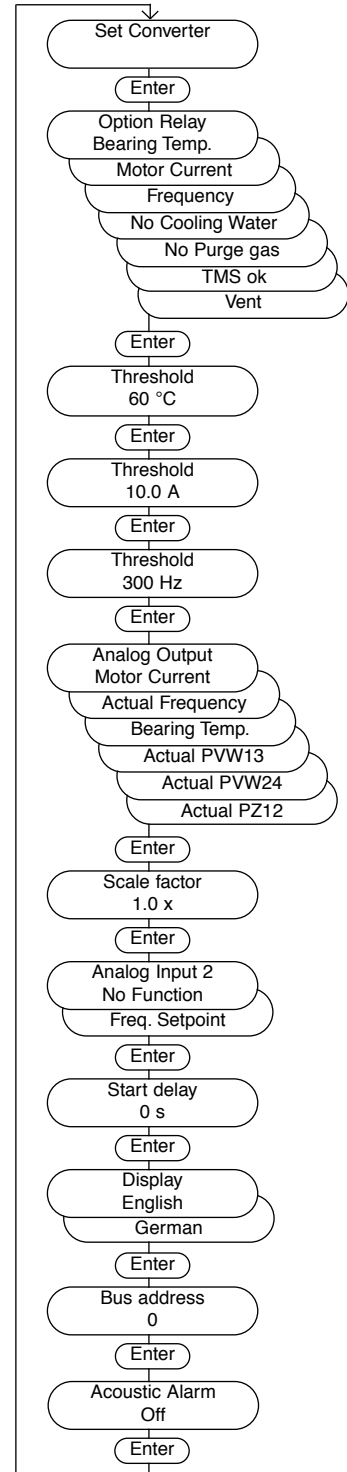 Set Converter
Enter
Option Relay
Bearing Temp.
Motor Current
Frequency
No Cooling Water
No Purge gas
TMS ok
Vent
Enter
Threshold
60 °C
Enter
Threshold
10.0 A
Enter
Threshold
300 Hz
Enter
Analog Output
Motor Current
Actual Frequency
Bearing Temp.
Actual PVW13
Actual PVW24
Actual PZ12
Enter
Scale factor
1.0 x
Enter
Analog Input 2
No Function
Freq. Setpoint
Enter
Start delay
0 s
Enter
Display
English
German
Enter
Bus address
0
Enter
Acoustic Alarm
Off
Enter